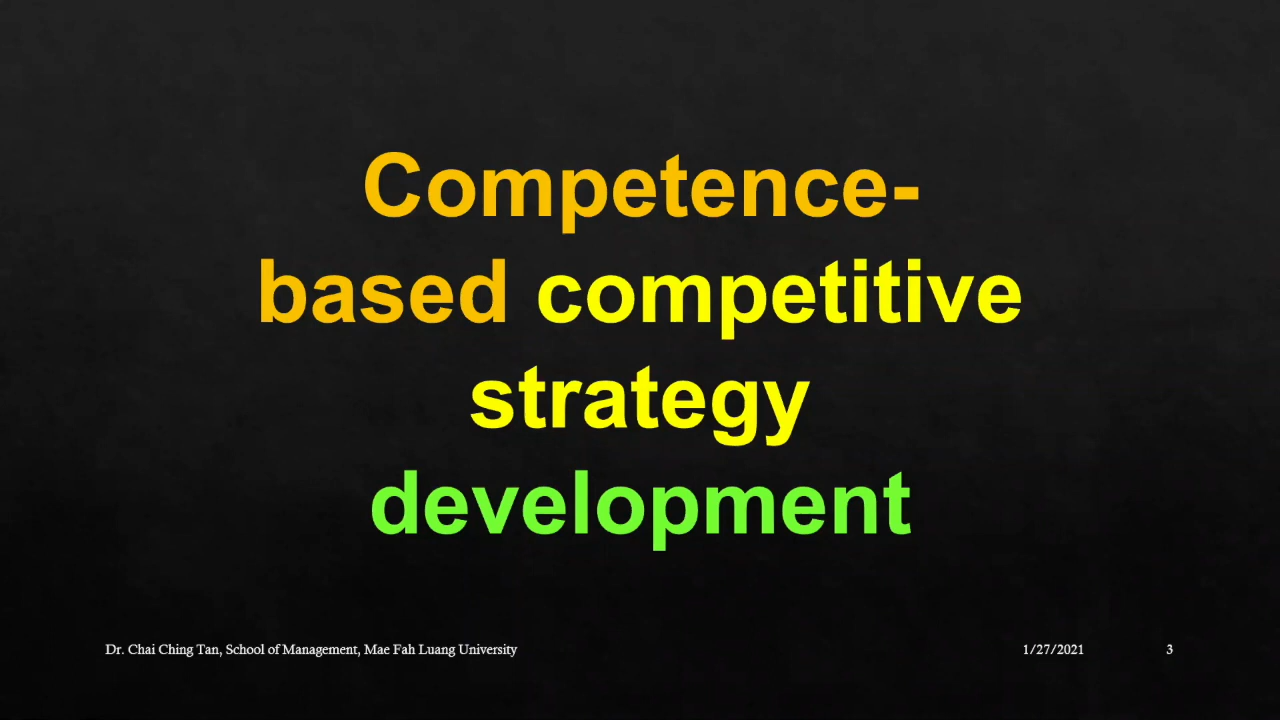 Competence-
based competitive
strategy
development
Dr. Chai Ching Tan, School of Management, Mae Fah Luang University 1/27/2021 3